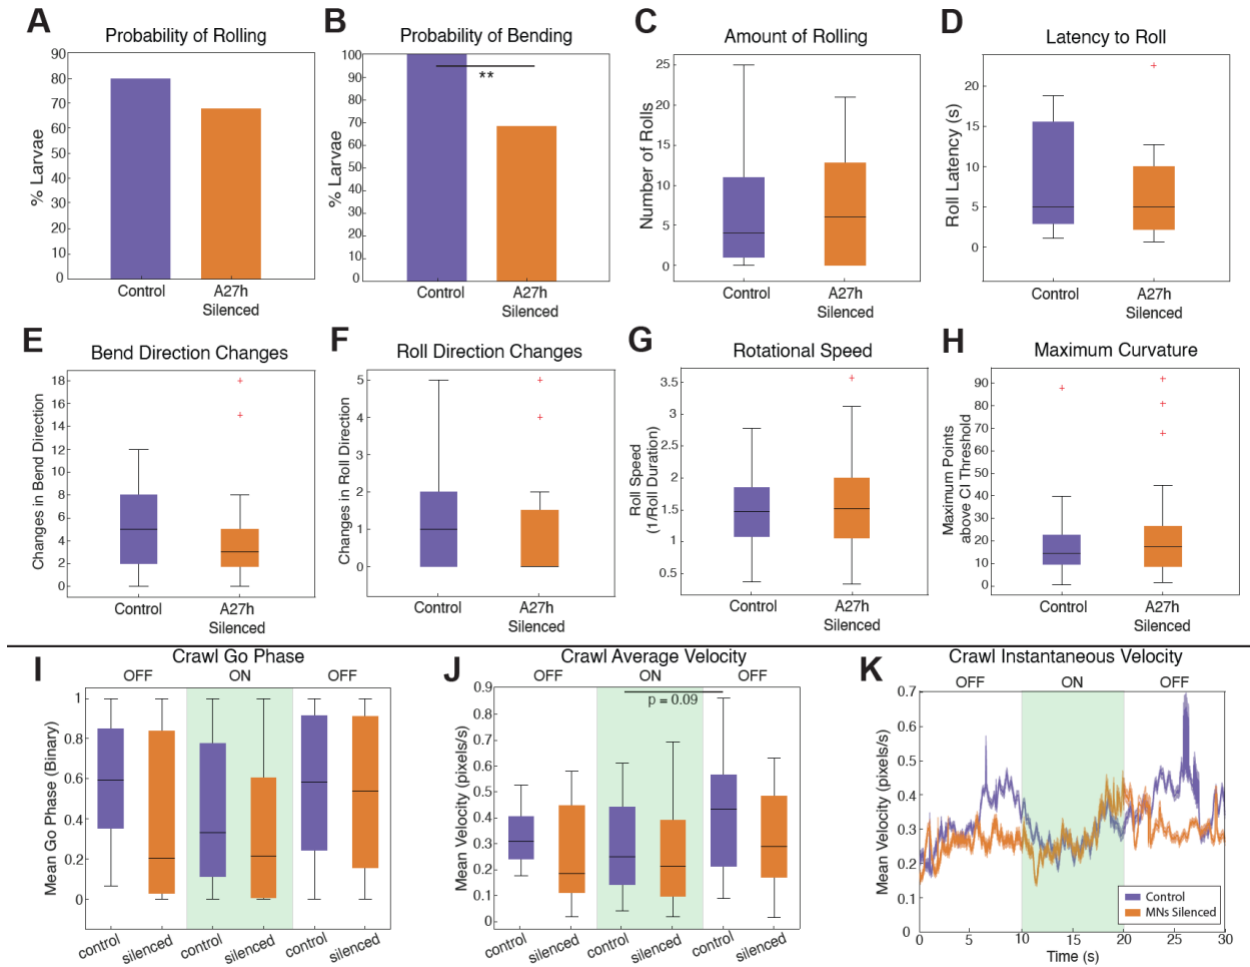 A
Probability of Rolling
% Larvae
90
80
70
60
50
40
30
20
10
0
Control
A27h
Silenced
B
Probability of Bending
% Larvae
100
90
80
70
60
50
40
30
20
10
0
**
Control
A27h
Silenced
C
Amount of Rolling
Number of Rolls
25
20
15
10
5
0
Control
A27h
Silenced
D
Latency to Roll
Roll Latency (s)
20
15
10
5
0
Control
A27h
Silenced
E
Bend Direction Changes
Changes in Bend Direction
18
16
14
12
10
8
6
4
2
0
Control
A27h
Silenced
F
Roll Direction Changes
Changes in Roll Direction
5
4
3
2
1
0
Control
A27h
Silenced
G
Rotational Speed
Roll Speed
(1/Roll Duration)
3.5
3
2.5
2
1.5
1
0.5
Control
A27h
Silenced
H
Maximum Curvature
Maximum Points
above CI Threshold
90
80
70
60
50
40
30
20
10
0
Control
A27h
Silenced
I
Crawl Go Phase
OFF ON OFF
Mean Go Phase (Binary)
1
0.8
0.6
0.4
0.2
0
control silenced control silenced control silenced
J
Crawl Average Velocity
OFF ON OFF
Mean Velocity (pixels/s)
0.9
0.8
0.7
0.6
0.5
0.4
0.3
0.2
0.1
0
p = 0.09
control silenced control silenced control silenced
K
Crawl Instantaneous Velocity
OFF ON OFF
Mean Velocity (pixels/s)
0.7
0.6
0.5
0.4
0.3
0.2
0.1
0
Control
MNs Silenced
0 5 10 15 20 25 30
Time (s)